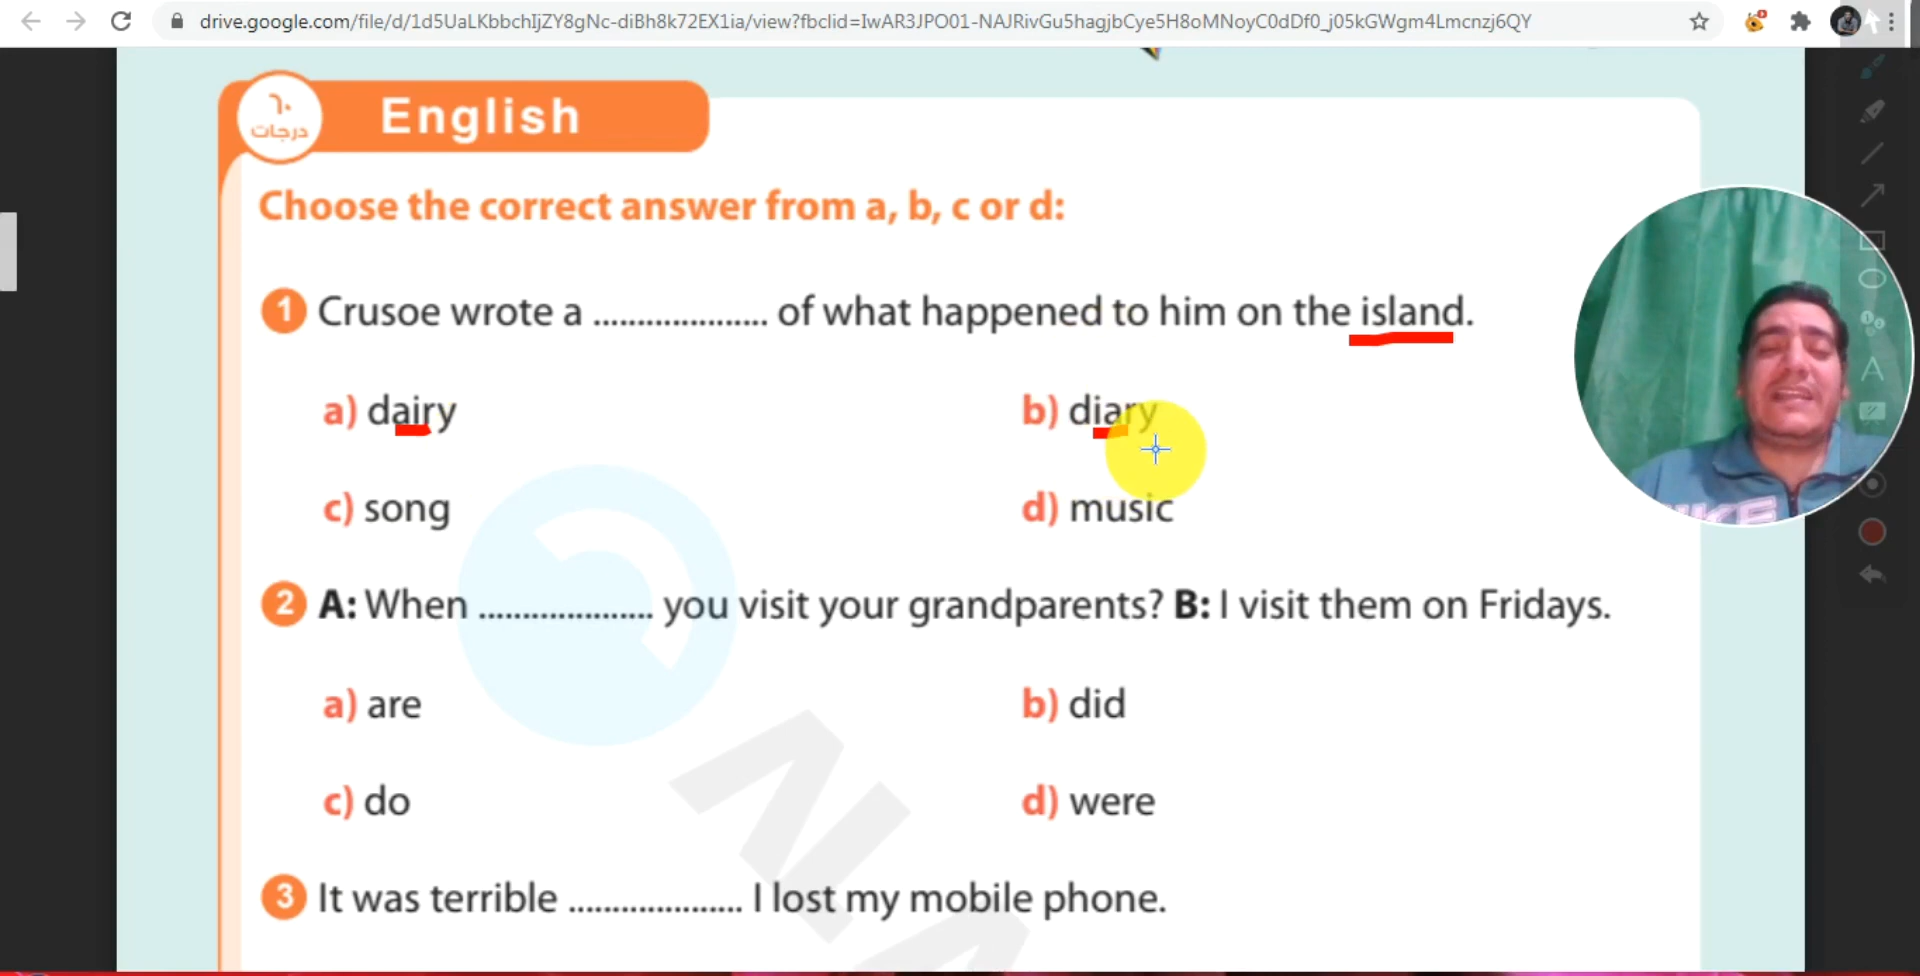 drive.google.com/file/d/1d5UaLKbbchIjZY8gNc-diBh8k72EX1ia/view?fbclid=IwAR3JPO01-NAJRivGu5hagjbCye5H8oMNoyC0dDf0_j05kGWgm4Lmcnzj6QY
٦٠
درجات
English
Choose the correct answer from a, b, c or d:
1 Crusoe wrote a .................... of what happened to him on the island.
a) dairy b) diary
c) song d) music
2 A: When .................... you visit your grandparents? B: I visit them on Fridays.
a) are b) did
c) do d) were
3 It was terrible .................... I lost my mobile phone.